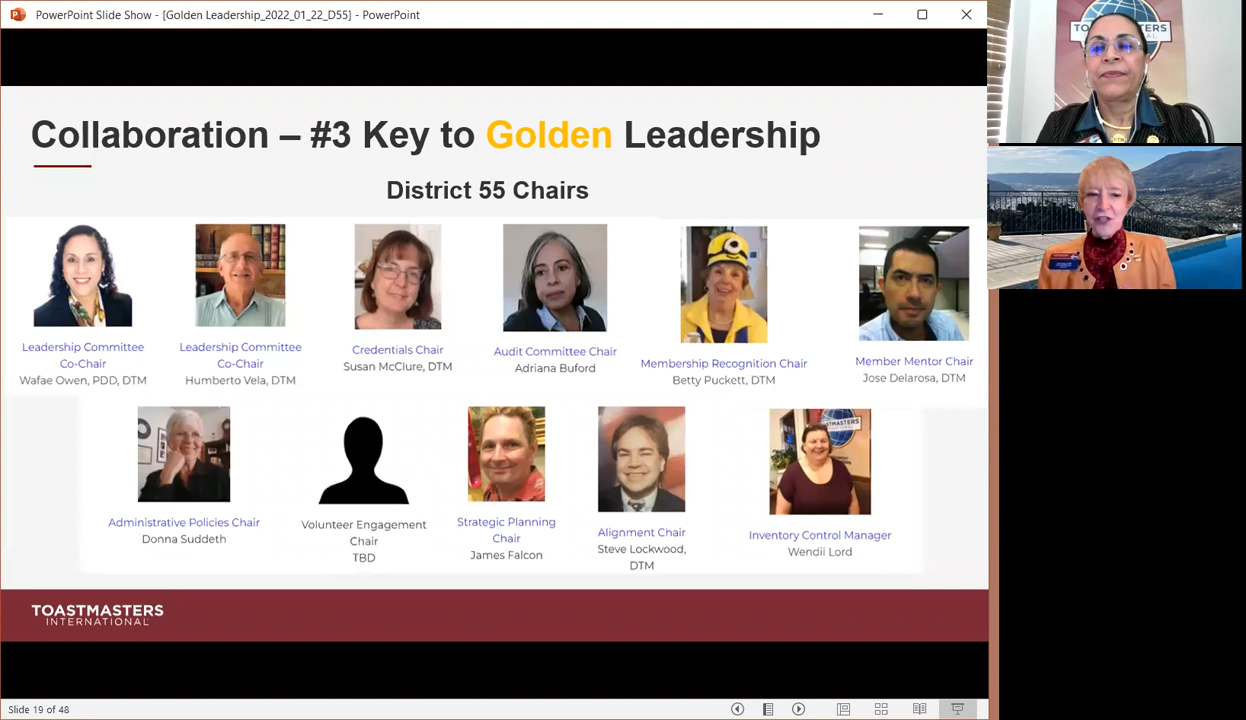 PowerPoint Slide Show - [Golden Leadership_2022_01_22_D55] - PowerPoint
Collaboration – #3 Key to Golden Leadership
District 55 Chairs
Leadership Committee
Co-Chair
Wafae Owen, PDD, DTM
Leadership Committee
Co-Chair
Humberto Vela, DTM
Credentials Chair
Susan McClure, DTM
Audit Committee Chair
Adriana Buford
Membership Recognition Chair
Betty Puckett, DTM
Member Mentor Chair
Jose Delarosa, DTM
Administrative Policies Chair
Donna Suddeth
Volunteer Engagement
Chair
TBD
Strategic Planning
Chair
James Falcon
Alignment Chair
Steve Lockwood,
DTM
Inventory Control Manager
Wendii Lord
TOASTMASTERS
INTERNATIONAL
Slide 19 of 48